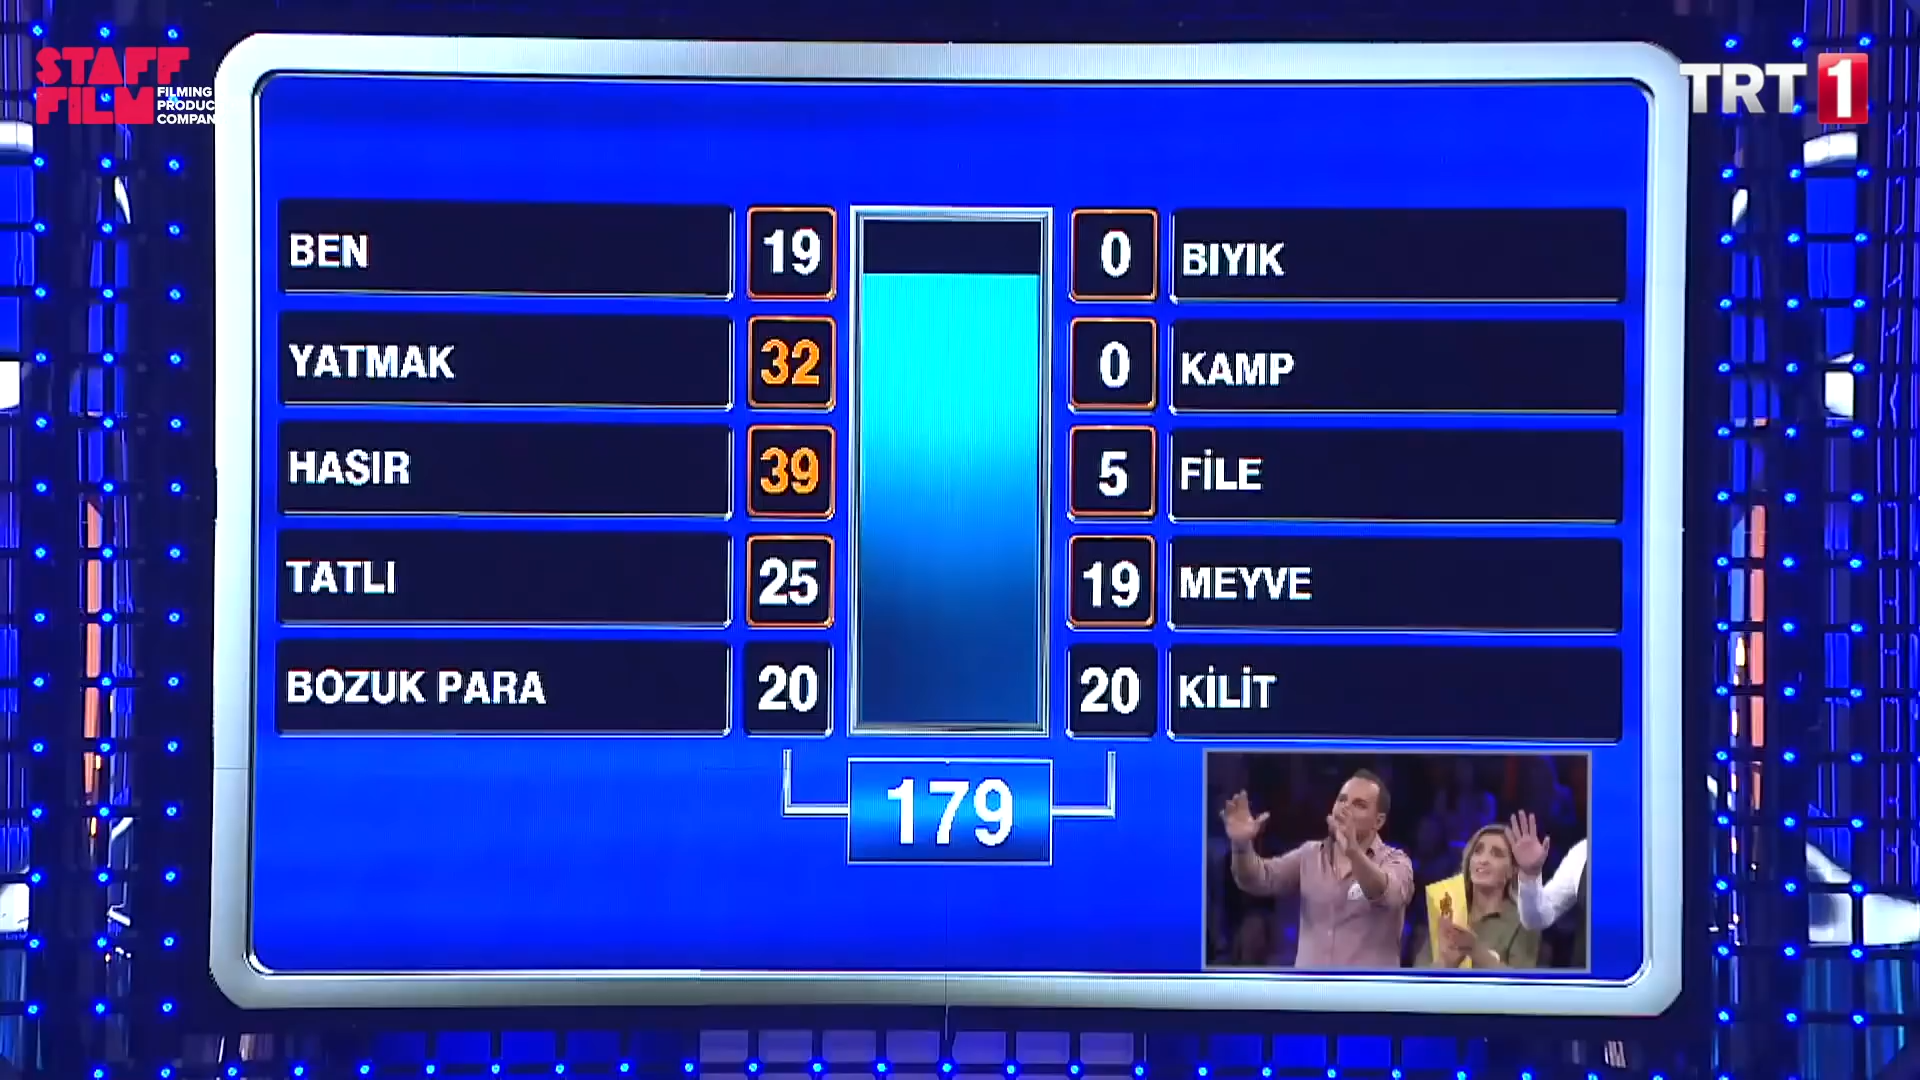 STAFF
FILM
FILMING
PRODUC
COMPAN
TRT 1
BEN 19
YATMAK 32
HASIR 39
TATLI 25
BOZUK PARA 20
0 BIYIK
0 KAMP
5 FİLE
19 MEYVE
20 KİLİT
179